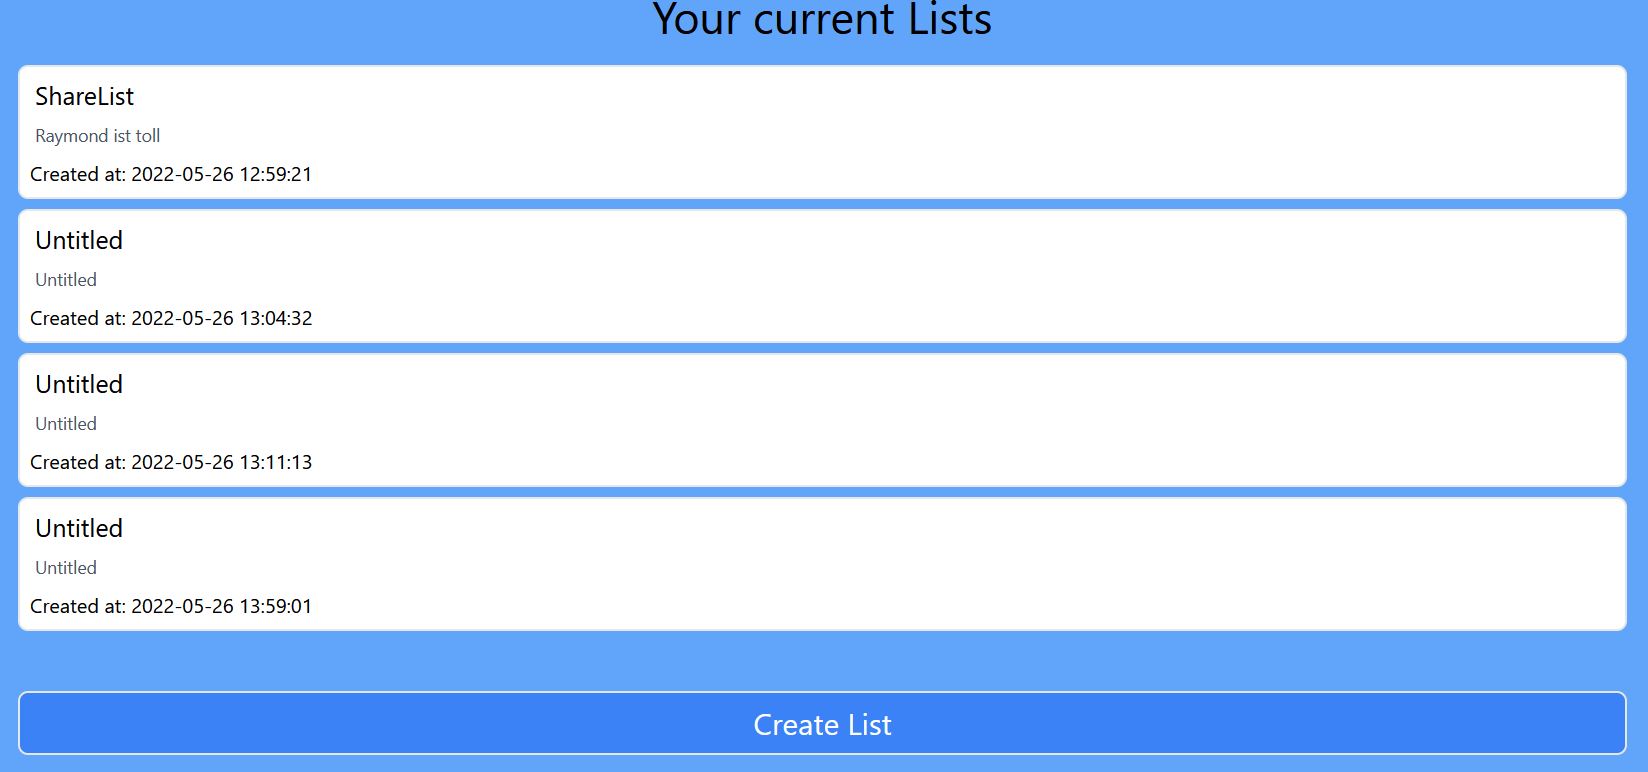 Your current Lists
ShareList
Raymond ist toll
Created at: 2022-05-26 12:59:21
Untitled
Untitled
Created at: 2022-05-26 13:04:32
Untitled
Untitled
Created at: 2022-05-26 13:11:13
Untitled
Untitled
Created at: 2022-05-26 13:59:01
Create List